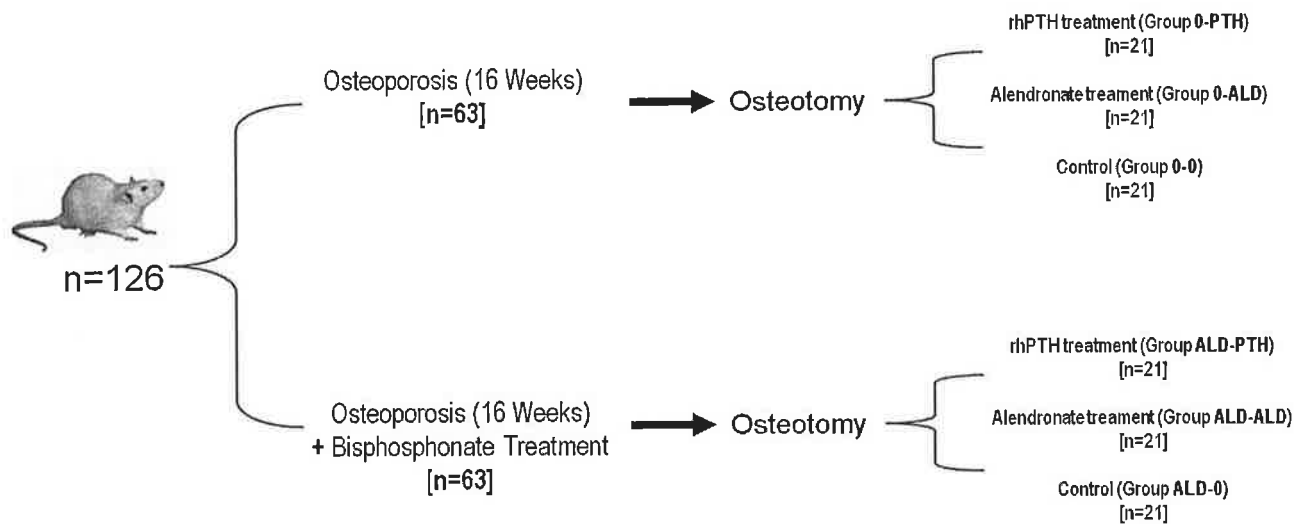 n=126
Osteoporosis (16 Weeks)
[n=63]
Osteotomy
rhPTH treatment (Group 0-PTH)
[n=21]
Alendronate treament (Group 0-ALD)
[n=21]
Control (Group 0-0)
[n=21]
Osteoporosis (16 Weeks)
+ Bisphosphonate Treatment
[n=63]
Osteotomy
rhPTH treatment (Group ALD-PTH)
[n=21]
Alendronate treament (Group ALD-ALD)
[n=21]
Control (Group ALD-0)
[n=21]